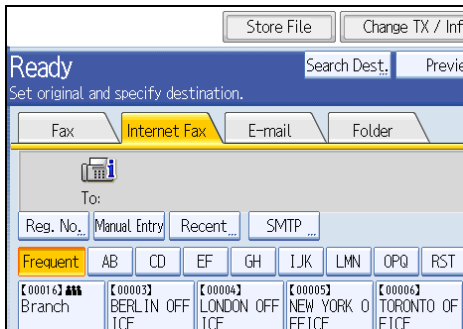 Store File Change TX / Inf
Ready Search Dest. Previe
Set original and specify destination.
Fax Internet Fax E-mail Folder
To:
Reg. No. Manual Entry Recent SMTP
Frequent AB CD EF GH IJK LMN OPQ RST
【00016】 【00003】 【00004】 【00005】 【00006】
Branch BERLIN OFF LONDON OFF NEW YORK O TORONTO OF
ICE ICE FFICE FICE